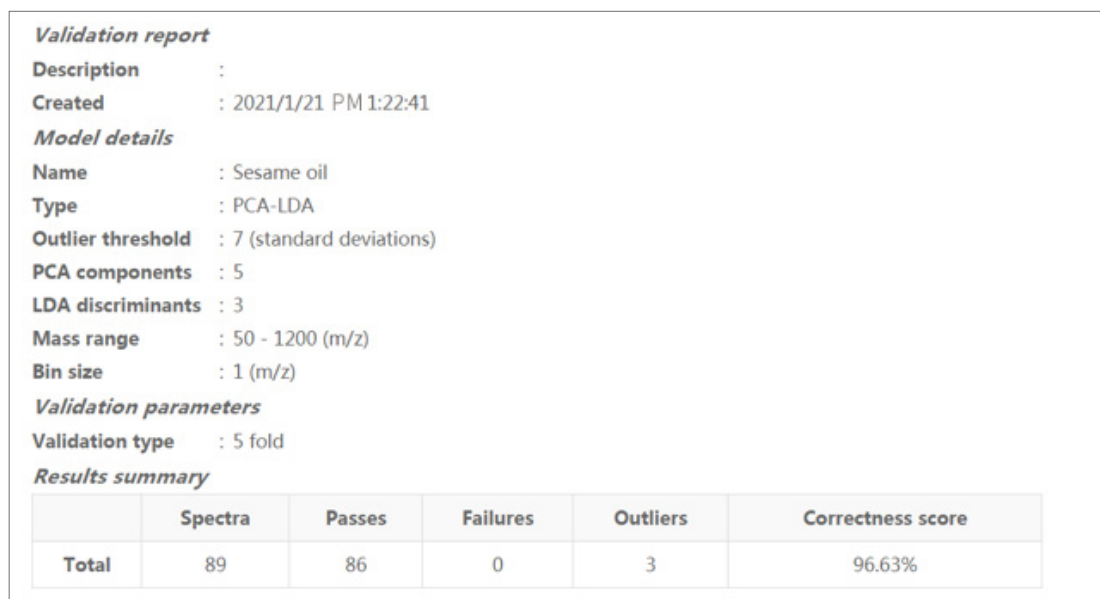 Validation report
Description :
Created : 2021/1/21 PM 1:22:41
Model details
Name : Sesame oil
Type : PCA-LDA
Outlier threshold : 7 (standard deviations)
PCA components : 5
LDA discriminants : 3
Mass range : 50 - 1200 (m/z)
Bin size : 1 (m/z)
Validation parameters
Validation type : 5 fold
Results summary
Spectra Passes Failures Outliers Correctness score
Total 89 86 0 3 96.63%